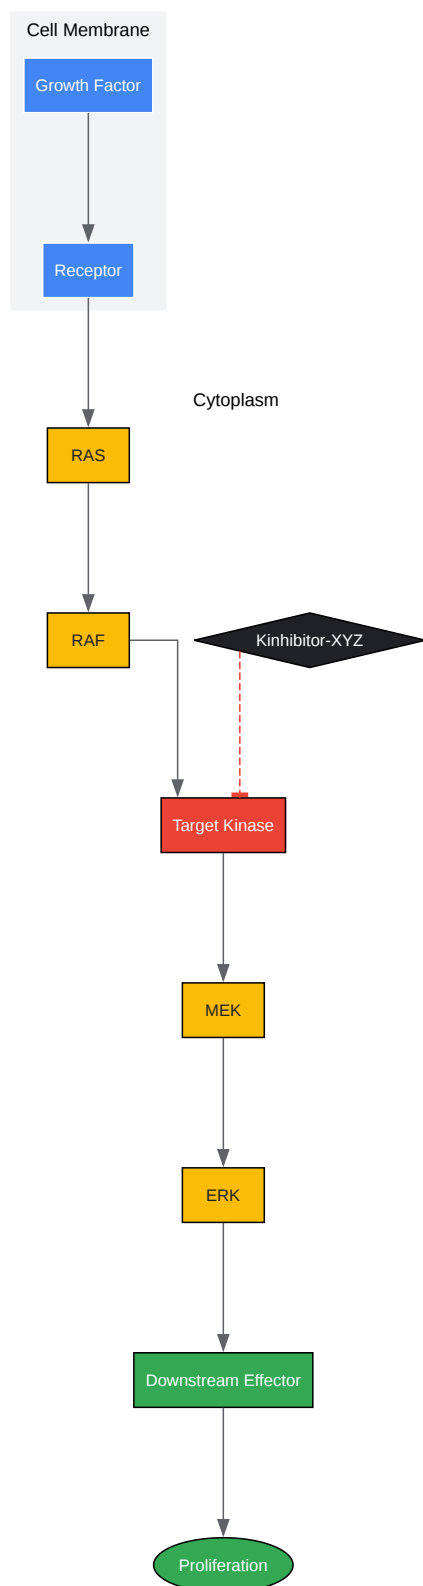 Cell Membrane
Growth Factor
Receptor
Cytoplasm
RAS
RAF
Kinhibitor-XYZ
Target Kinase
MEK
ERK
Downstream Effector
Proliferation